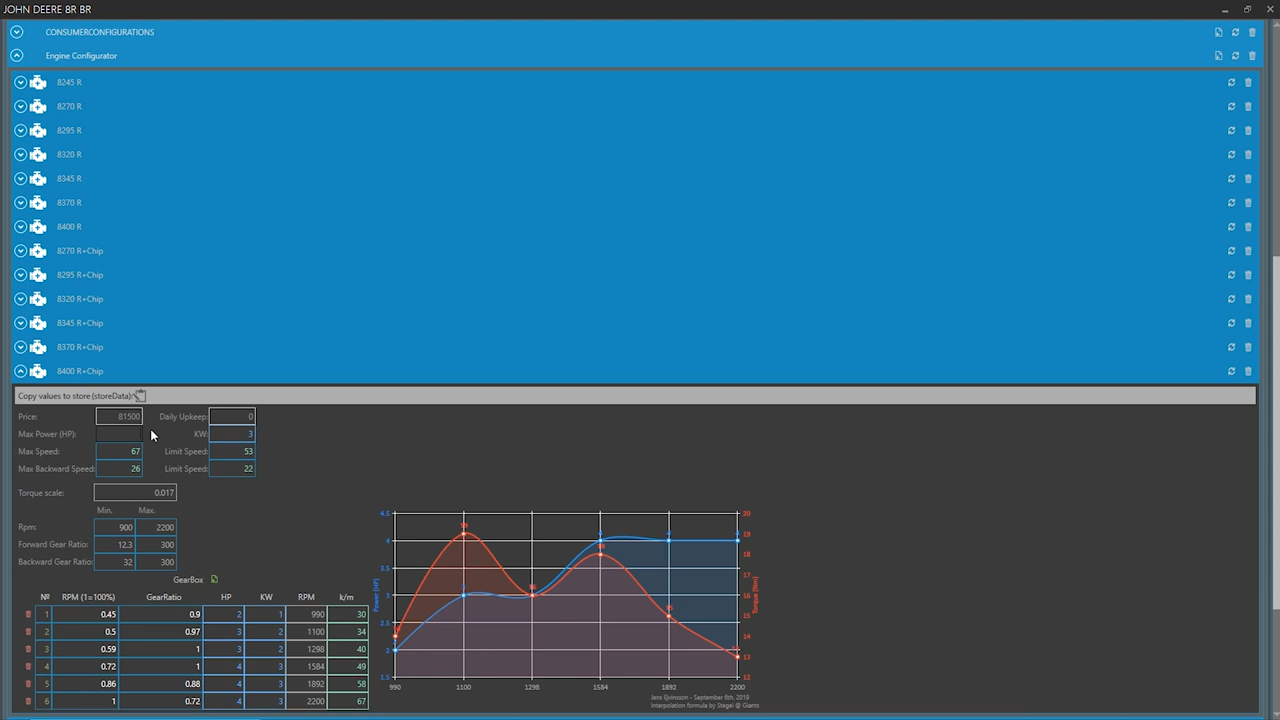 JOHN DEERE 8R BR
CONSUMERCONFIGURATIONS
Engine Configurator
8245 R
8270 R
8295 R
8320 R
8345 R
8370 R
8400 R
8270 R+Chip
8295 R+Chip
8320 R+Chip
8345 R+Chip
8370 R+Chip
8400 R+Chip
Copy values to store (storeData):
Price: 81500 Daily Upkeep: 0
Max Power (HP): KW: 3
Max Speed: 67 Limit Speed: 53
Max Backward Speed: 26 Limit Speed: 22
Torque scale: 0.017
Min. Max.
Rpm: 900 2200
Forward Gear Ratio: 12.3 300
Backward Gear Ratio: 32 300
GearBox
№ RPM (1=100%) GearRatio HP KW RPM k/m
1 0.45 0.9 2 1 990 30
2 0.5 0.97 3 2 1100 34
3 0.59 1 3 2 1298 40
4 0.72 1 4 3 1584 49
5 0.86 0.88 4 3 1892 58
6 1 0.72 4 3 2200 67
Power (HP)
4.5
4
3.5
3
2.5
2
1.5
990 1100 1298 1584 1892 2200
20
19
18
17
16
15
14
13
12
Torque (Nm)
Jens Ejvinsson - September 6th, 2019
Interpolation formula by Stegei @ Giants